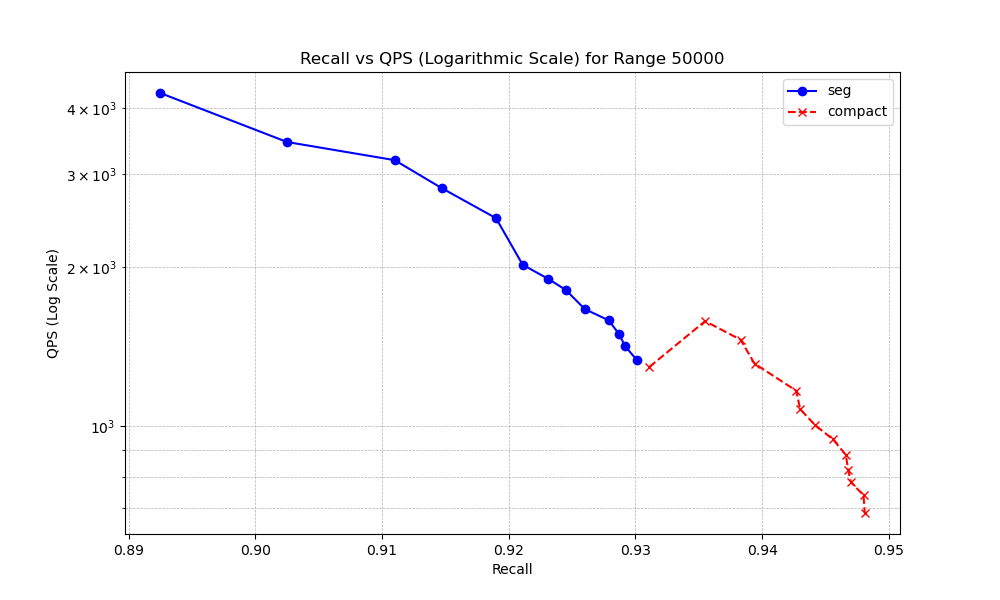 Recall vs QPS (Logarithmic Scale) for Range 50000
seg
compact
4 × 10³
3 × 10³
2 × 10³
10³
QPS (Log Scale)
0.89 0.90 0.91 0.92 0.93 0.94 0.95
Recall